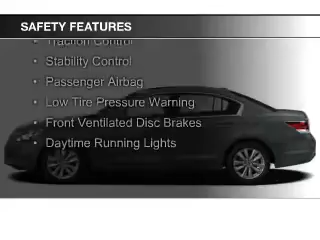 SAFETY FEATURES
• Traction Control
• Stability Control
• Passenger Airbag
• Low Tire Pressure Warning
• Front Ventilated Disc Brakes
• Daytime Running Lights